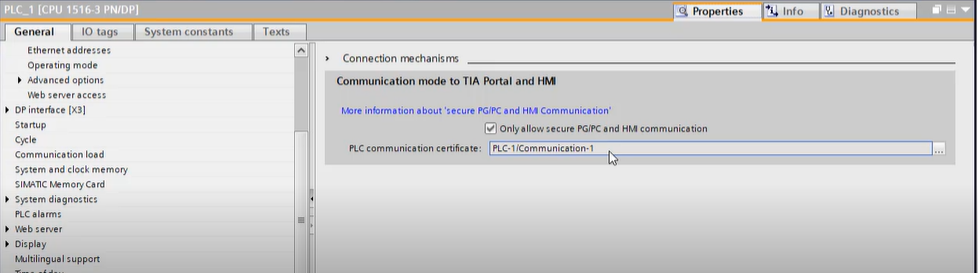 PLC_1 [CPU 1516-3 PN/DP]
Properties
Info
Diagnostics
General
IO tags
System constants
Texts
Ethernet addresses
Operating mode
Advanced options
Web server access
DP interface [X3]
Startup
Cycle
Communication load
System and clock memory
SIMATIC Memory Card
System diagnostics
PLC alarms
Web server
Display
Multilingual support
Connection mechanisms
Communication mode to TIA Portal and HMI
More information about 'secure PG/PC and HMI Communication'
Only allow secure PG/PC and HMI communication
PLC communication certificate: PLC-1/Communication-1
...